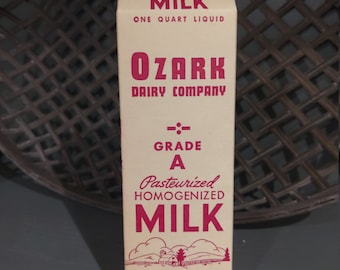 MILK
ONE QUART LIQUID
OZARK
DAIRY COMPANY
GRADE
A
Pasteurized
HOMOGENIZED
MILK